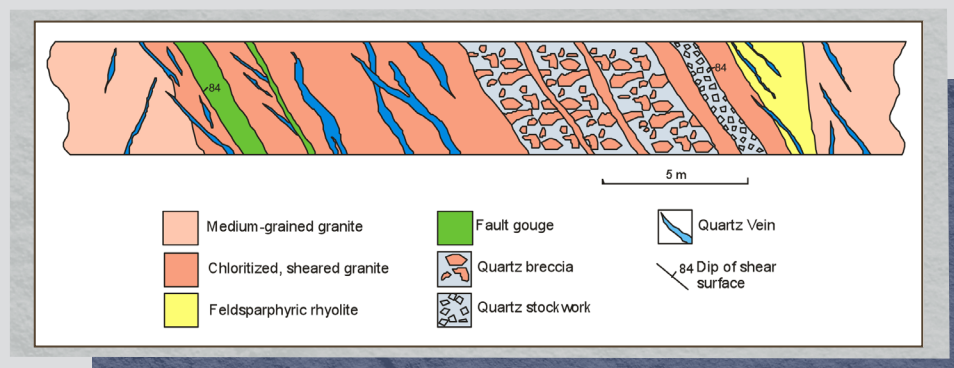 84
84
5 m
Medium-grained granite
Fault gouge
Quartz Vein
Chloritized, sheared granite
Quartz breccia
84 Dip of shear
surface
Feldsparphyric rhyolite
Quartz stockwork